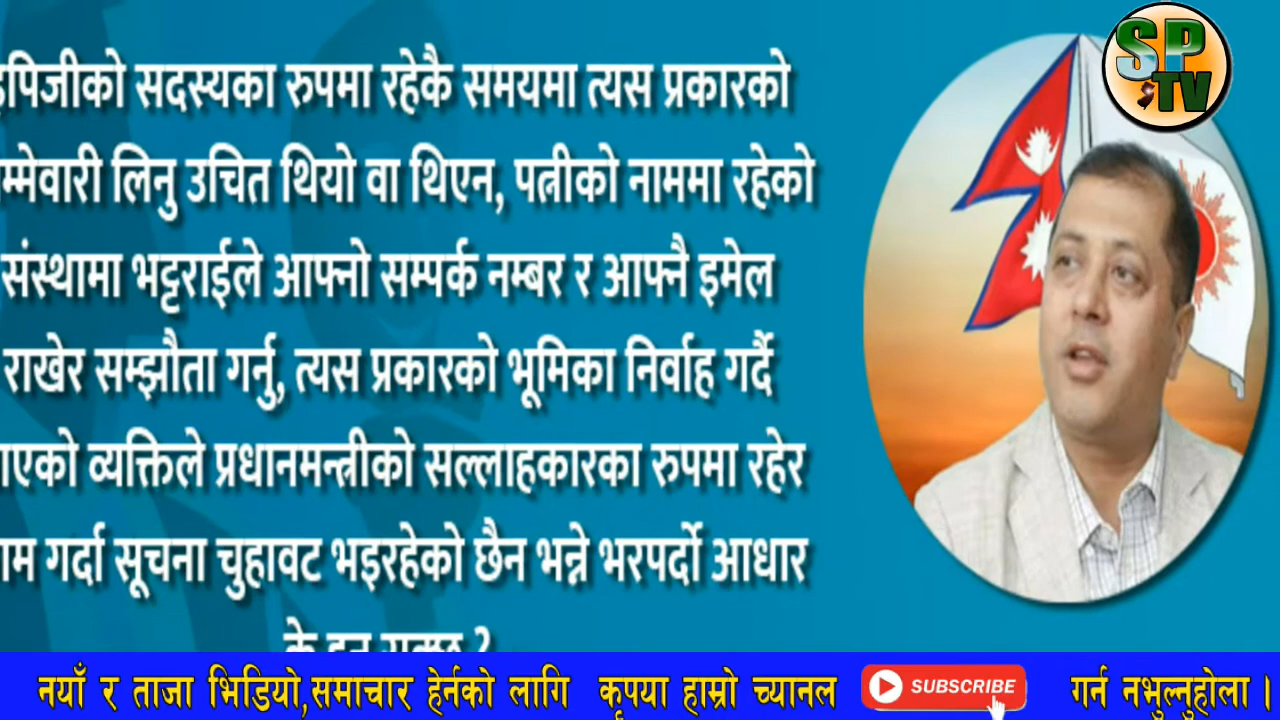 SP TV
सदस्यका रुपमा रहेकै समयमा त्यस प्रकारको
लिनु उचित थियो वा थिएन, पत्नीको नाममा रहेको
संस्थामा भट्टराईले आफ्नो सम्पर्क नम्बर र आफ्नै इमेल
राखेर सम्झौता गर्नु, त्यस प्रकारको भूमिका निर्वाह गर्दै
व्यक्तिले प्रधानमन्त्रीको सल्लाहकारका रुपमा रहेर
गर्दा सूचना चुहावट भइरहेको छैन भन्ने भरपर्दो आधार
नयाँ र ताजा भिडियो,समाचार हेर्नको लागि कृपया हाम्रो च्यानल SUBSCRIBE गर्न नभुल्नुहोला ।